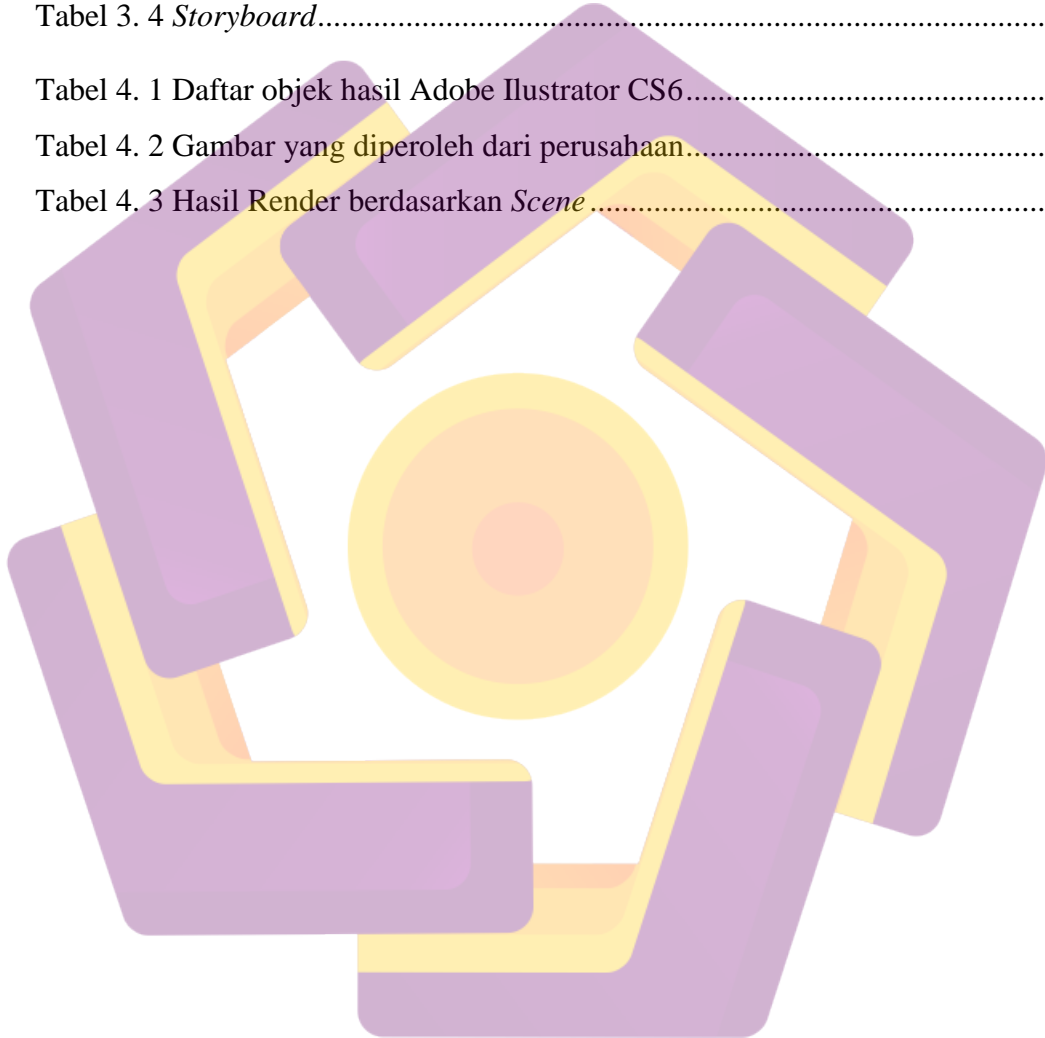 Tabel 3. 4 Storyboard....................................................................................................
Tabel 4. 1 Daftar objek hasil Adobe Ilustrator CS6.............................................
Tabel 4. 2 Gambar yang diperoleh dari perusahaan.............................................
Tabel 4. 3 Hasil Render berdasarkan Scene.........................................................